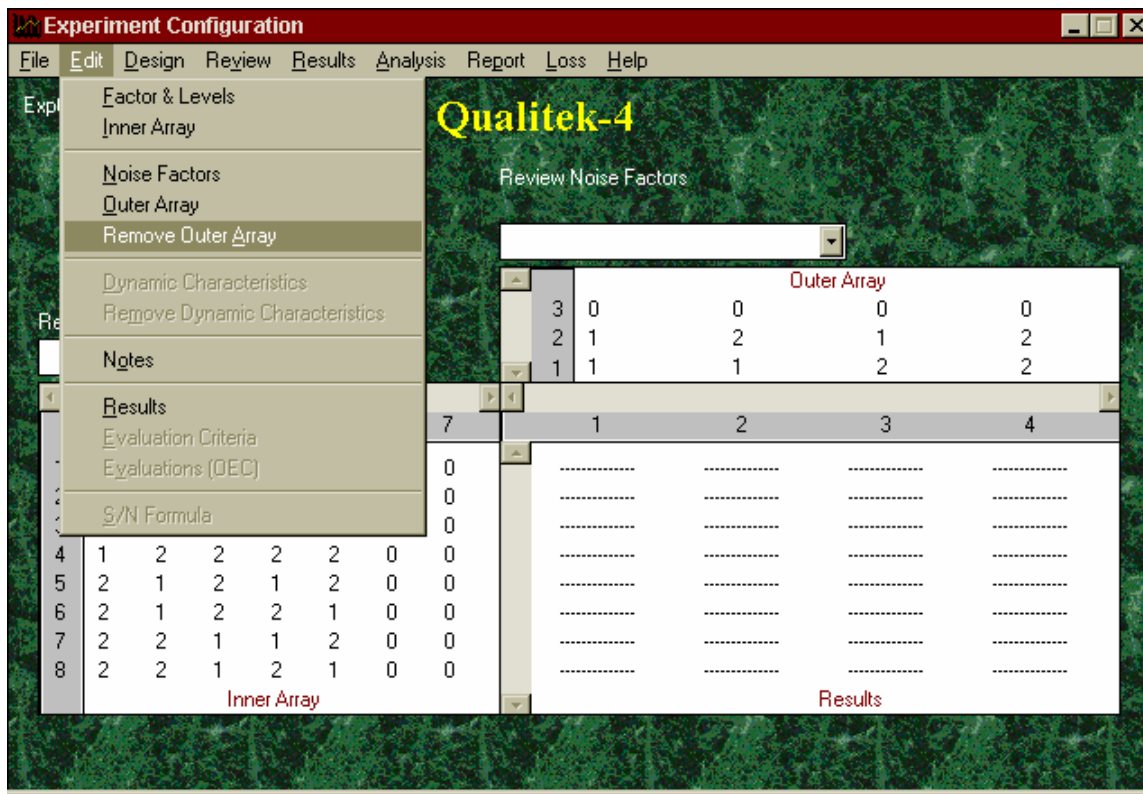 Experiment Configuration
File Edit Design Review Results Analysis Report Loss Help
Factor & Levels
Inner Array
Noise Factors
Outer Array
Remove Outer Array
Dynamic Characteristics
Remove Dynamic Characteristics
Notes
Results
Evaluation Criteria
Evaluations (OEC)
S/N Formula
Qualitek-4
Review Noise Factors
Outer Array
3 0 0 0 0
2 1 2 1 2
1 1 1 2 2
7 1 2 3 4
0 ------------- ------------- ------------- -------------
0 ------------- ------------- ------------- -------------
0 ------------- ------------- ------------- -------------
4 1 2 2 2 2 0 0 ------------- ------------- ------------- -------------
5 2 1 2 1 2 0 0 ------------- ------------- ------------- -------------
6 2 1 2 2 1 0 0 ------------- ------------- ------------- -------------
7 2 2 1 1 2 0 0 ------------- ------------- ------------- -------------
8 2 2 1 2 1 0 0 ------------- ------------- ------------- -------------
Inner Array Results